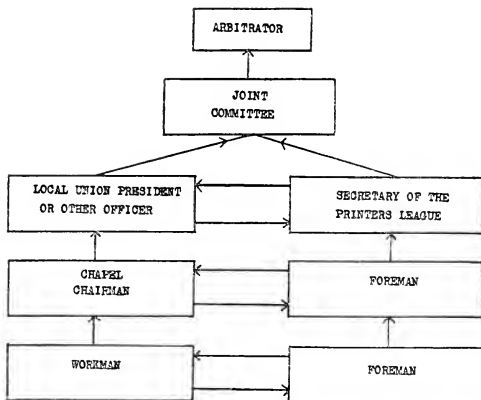 ARBITRATOR
JOINT
COMMITTEE
LOCAL UNION PRESIDENT
OR OTHER OFFICER
SECRETARY OF THE
PRINTERS LEAGUE
CHAPEL
CHAIRMAN
FOREMAN
WORKMAN
FOREMAN